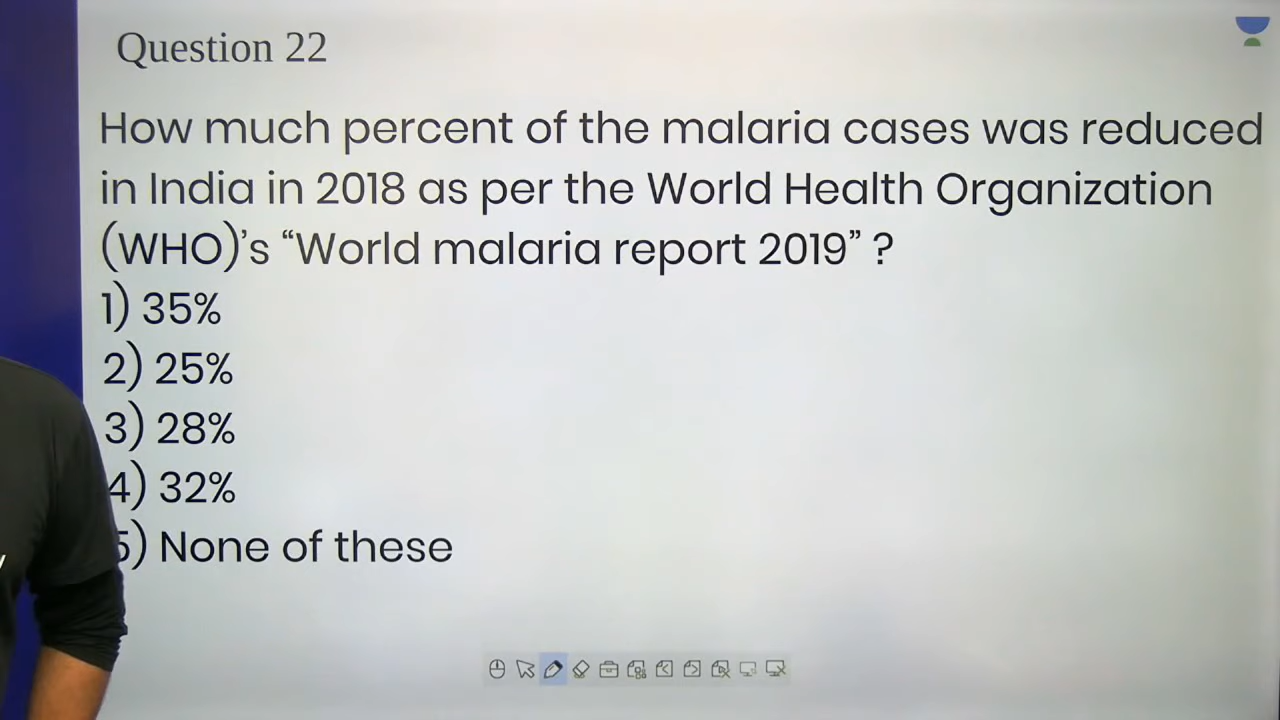 Question 22
How much percent of the malaria cases was reduced
in India in 2018 as per the World Health Organization
(WHO)’s “World malaria report 2019” ?
1) 35%
2) 25%
3) 28%
4) 32%
5) None of these